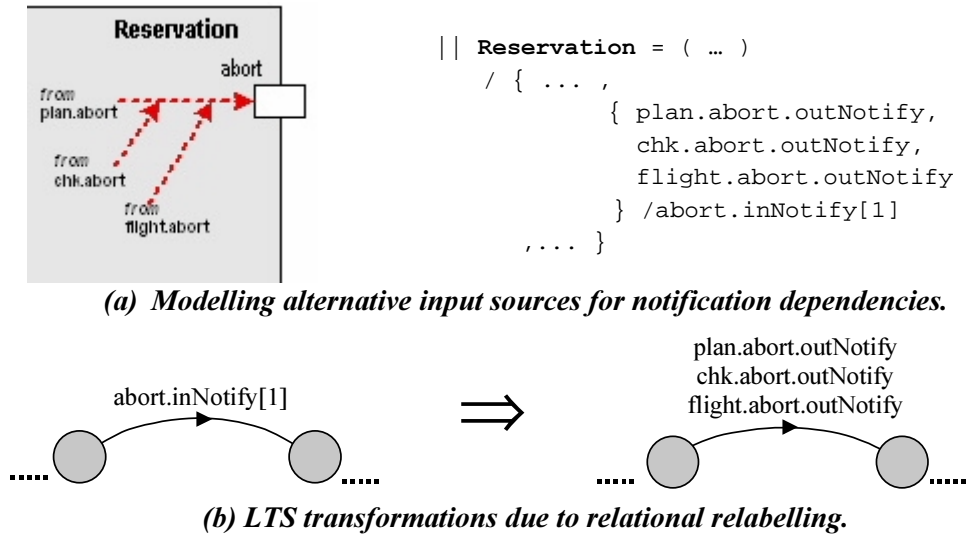 Reservation
abort
from
plan.abort
from
chk.abort
from
flight.abort
|| Reservation = ( … )
/ { ... ,
{ plan.abort.outNotify,
chk.abort.outNotify,
flight.abort.outNotify
} /abort.inNotify[1]
,... }
(a) Modelling alternative input sources for notification dependencies.
abort.inNotify[1]
⇒
plan.abort.outNotify
chk.abort.outNotify
flight.abort.outNotify
(b) LTS transformations due to relational relabelling.